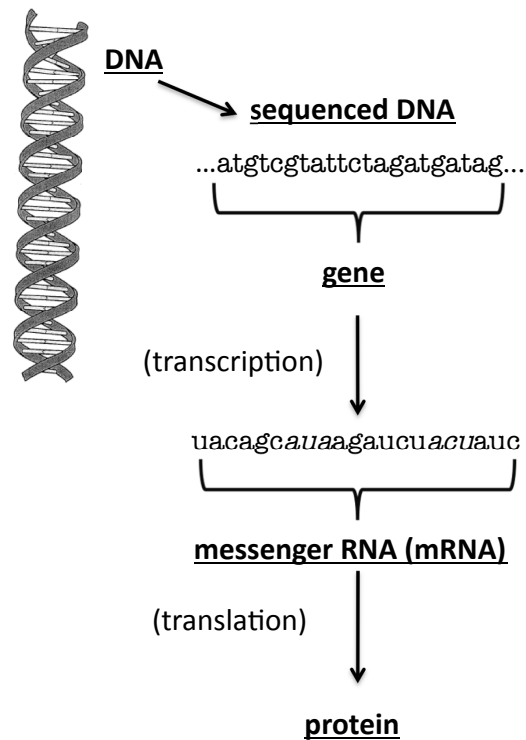 DNA
sequenced DNA
...atgtcgtattctagatgatag...
gene
(transcription)
uacagcauaagaucuacuauc
messenger RNA (mRNA)
(translation)
protein